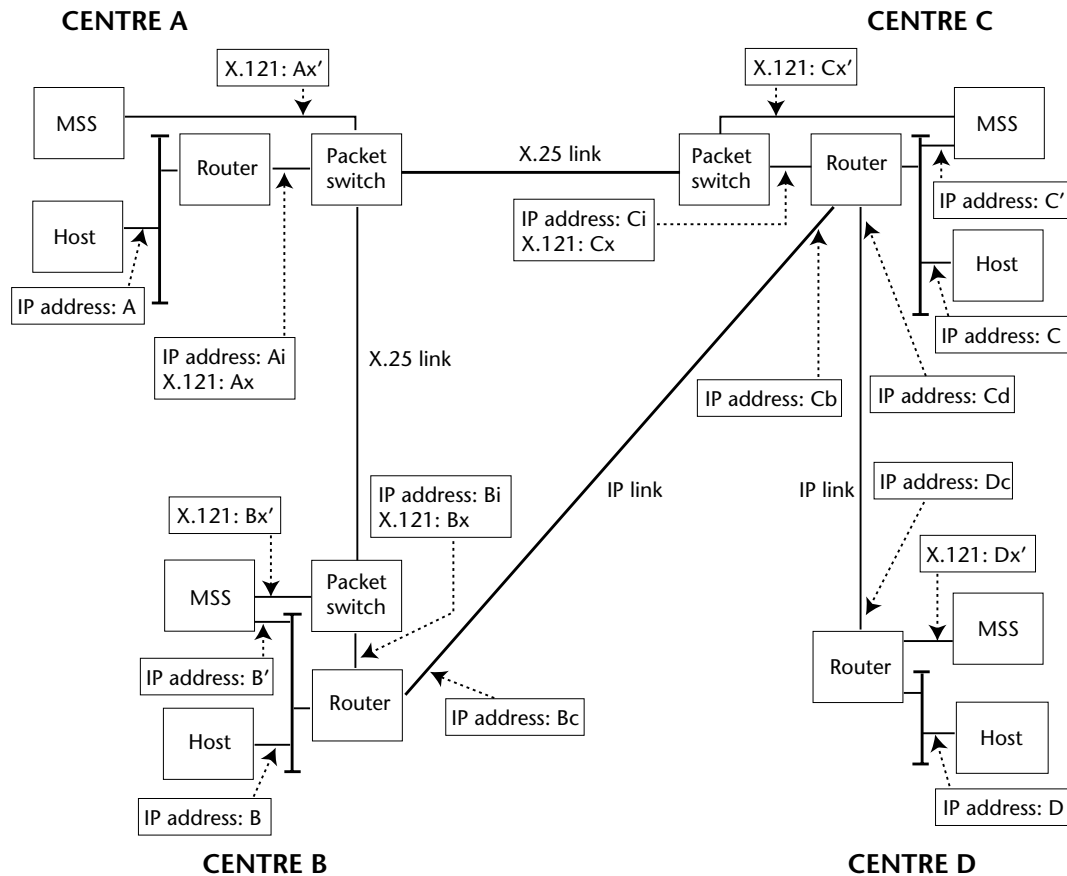 CENTRE A
CENTRE C
X.121: Ax′
X.121: Cx′
MSS
Router
Packet
switch
X.25 link
Packet
switch
Router
MSS
Host
IP address: Ci
X.121: Cx
IP address: C′
Host
IP address: A
IP address: C
IP address: Ai
X.121: Ax
X.25 link
IP address: Cb
IP address: Cd
IP address: Bi
X.121: Bx
IP link
IP link
IP address: Dc
X.121: Bx′
X.121: Dx′
MSS
Packet
switch
MSS
IP address: B′
Router
Router
IP address: Bc
Host
Host
IP address: B
IP address: D
CENTRE B
CENTRE D